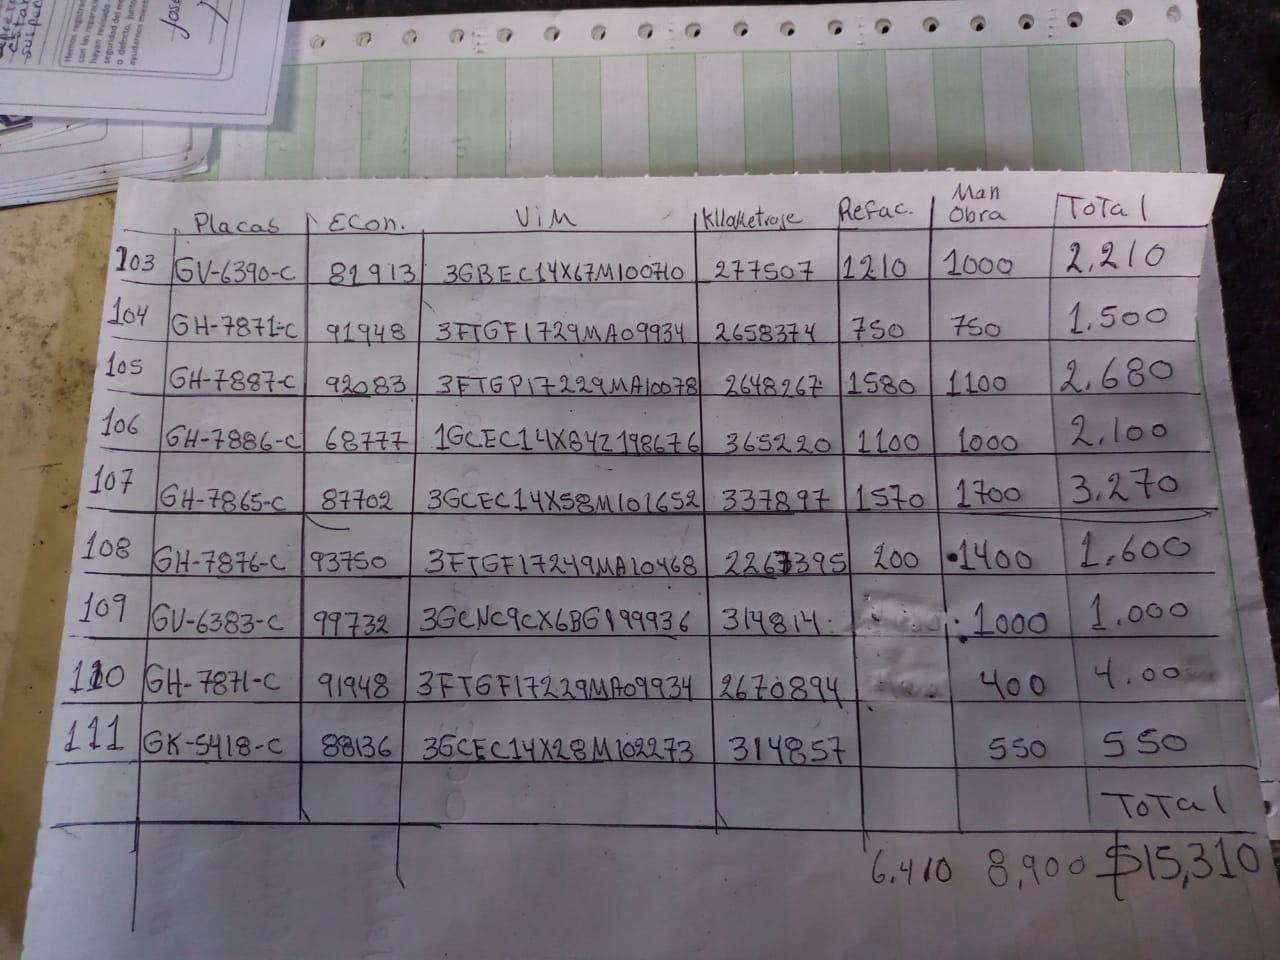 Placas Econ. ViM Kilometraje Refac. Man Obra Total
103 GV-6390-C 81913 3GBEC14X67M100710 277507 1210 1000 2,210
104 GH-7871-C 91948 3FTGF1729MA09934 2658374 750 750 1.500
105 GH-7887-C 92083 3FTGP17229MA10078 2648267 1580 1100 2,680
106 GH-7886-C 68777 1GCEC14X84Z198676 365220 1100 1000 2,100
107 GH-7865-C 87702 3GCEC14X58M101652 337897 1570 1700 3,270
108 GH-7876-C 93750 3FTGF17249MA10468 2267395 200 1400 1,600
109 GV-6383-C 99732 3GCNC9CX6BG199936 314814 1000 1.000
110 GH-7871-C 91948 3FTGF17229MA09934 2670894 400 4.00
111 GK-5418-C 88136 3GCEC14X28M102273 314857 550 550
Total
6.410 8,900 $15,310